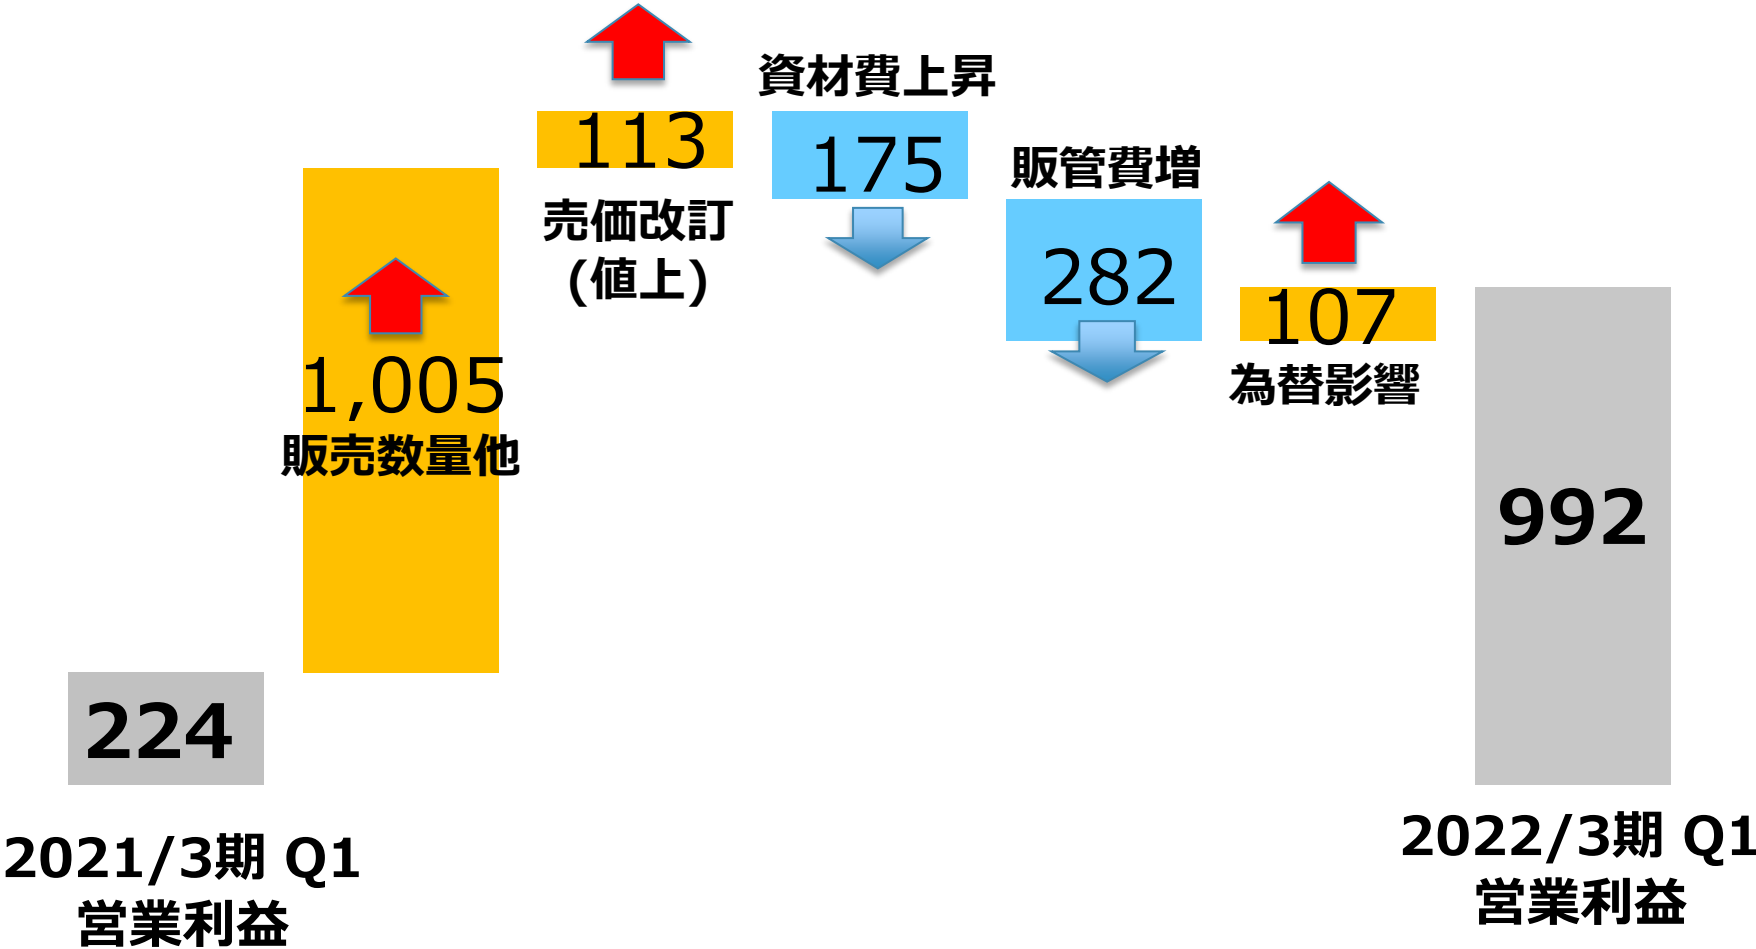 224
2021/3期 Q1
営業利益
1,005
販売数量他
113
売価改訂
(値上)
資材費上昇
175
販管費増
282
107
為替影響
992
2022/3期 Q1
営業利益